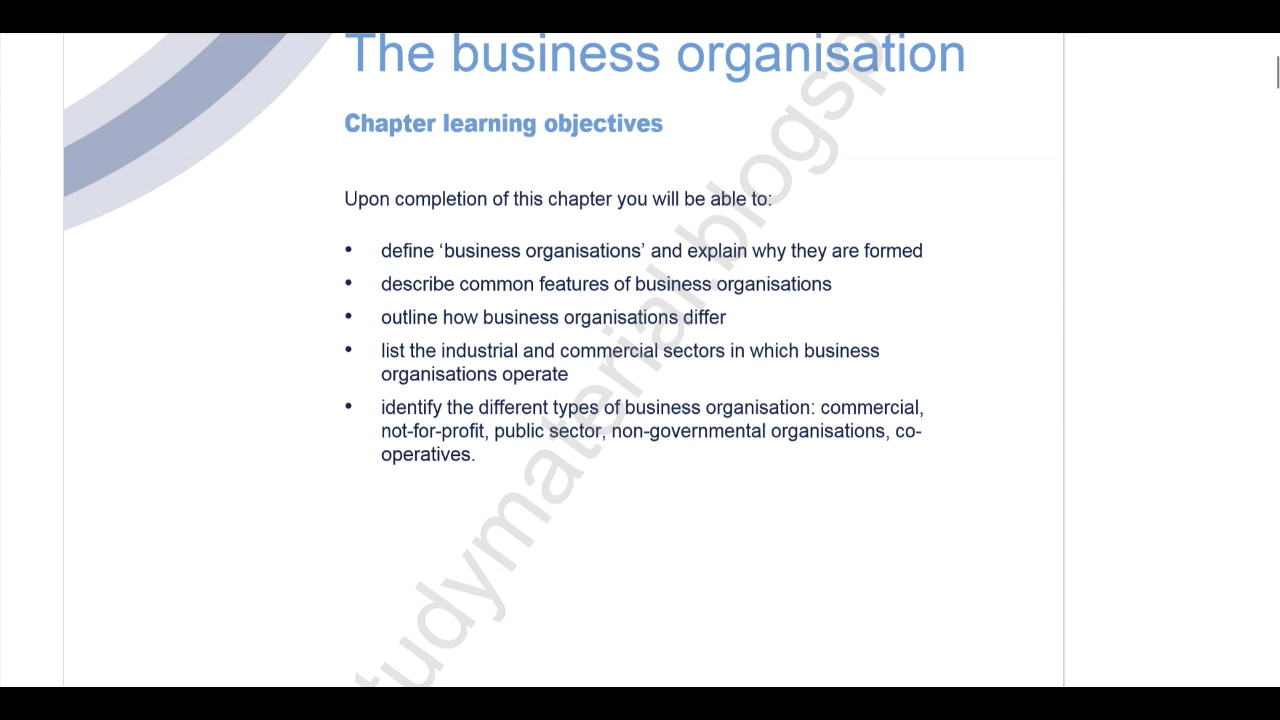 The business organisation
Chapter learning objectives
Upon completion of this chapter you will be able to:
• define ‘business organisations’ and explain why they are formed
• describe common features of business organisations
• outline how business organisations differ
• list the industrial and commercial sectors in which business
organisations operate
• identify the different types of business organisation: commercial,
not-for-profit, public sector, non-governmental organisations, co-
operatives.
tudymaterial.blogsp